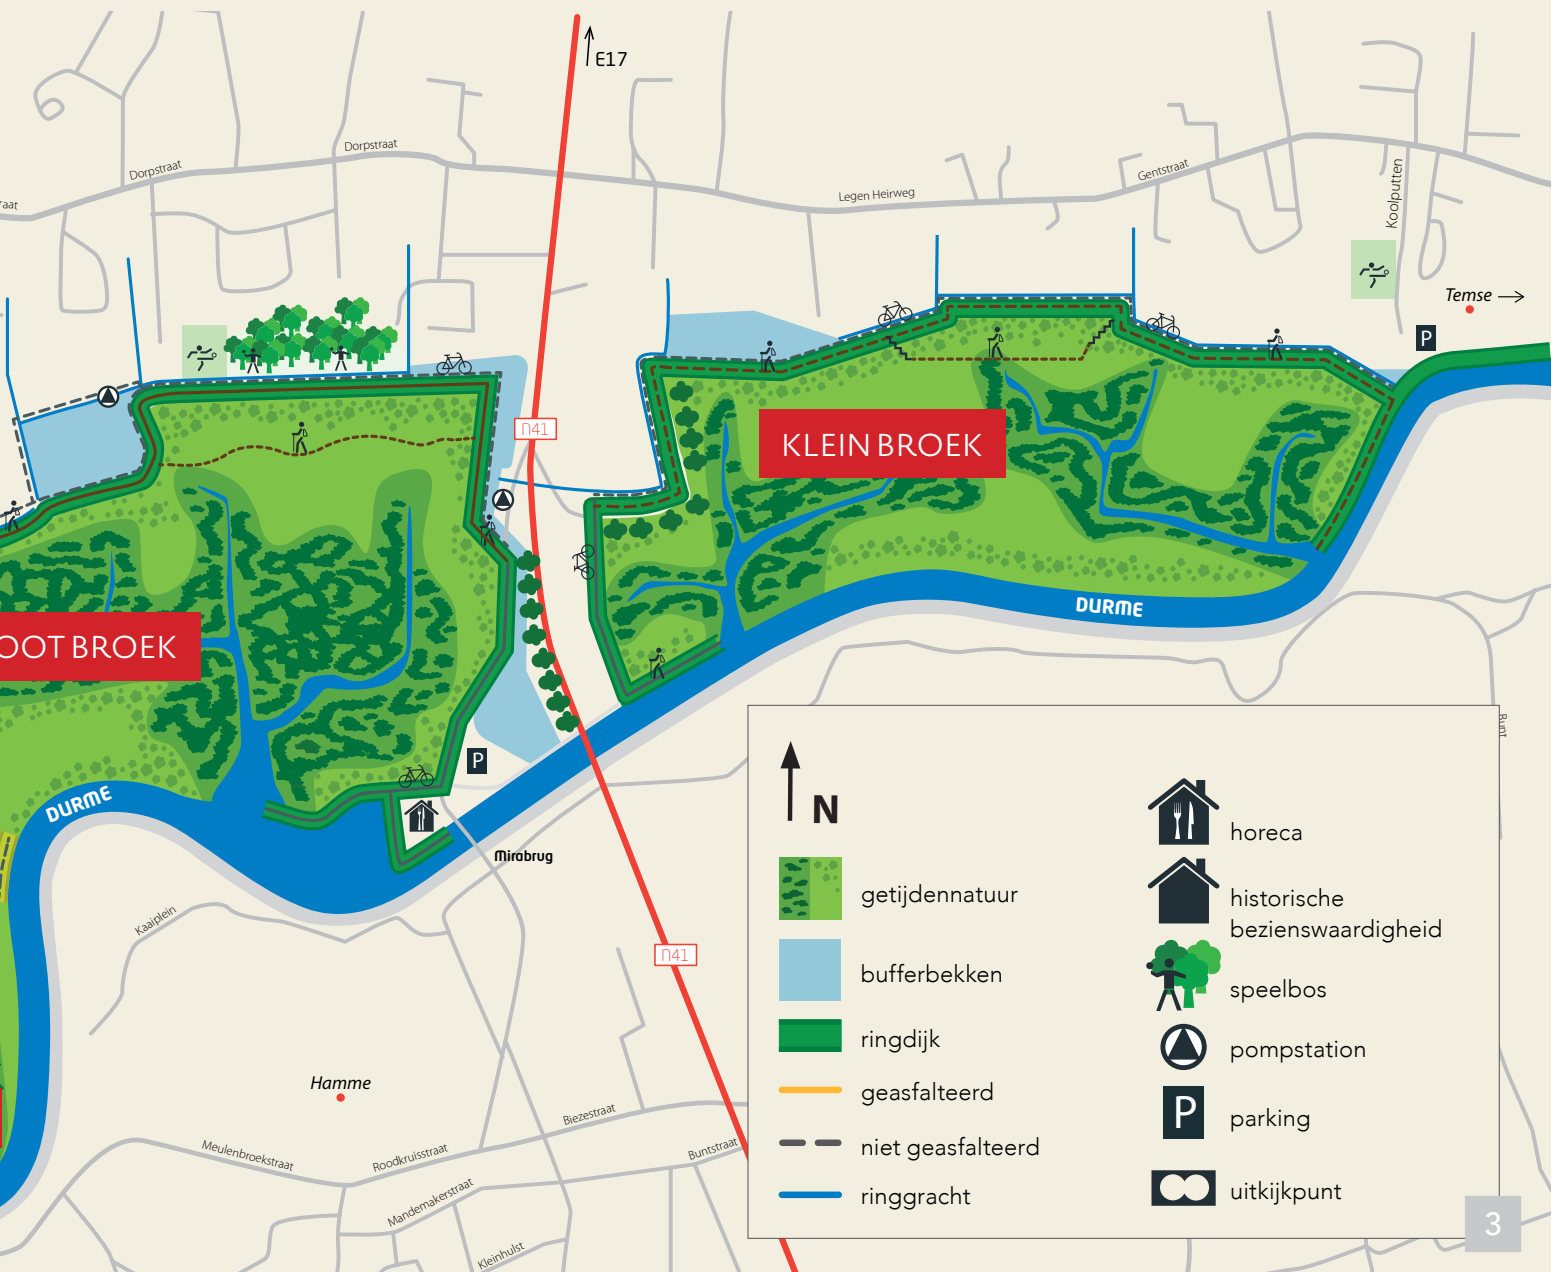 E17
Dorpstraat
Dorpstraat
raat
Legen Heirweg
Gentstraat
Koolputten
Temse
P
N41
KLEIN BROEK
OOT BROEK
DURME
DURME
P
Mirabrug
Kaaiplein
N41
Hamme
Meulenbroekstraat
Roodkruisstraat
Biezestraat
Buntstraat
Mandemakerstraat
Kleinhulst
Bunt
N
getijdennatuur
bufferbekken
ringdijk
geasfalteerd
niet geasfalteerd
ringgracht
horeca
historische
bezienswaardigheid
speelbos
pompstation
P
parking
uitkijkpunt
3